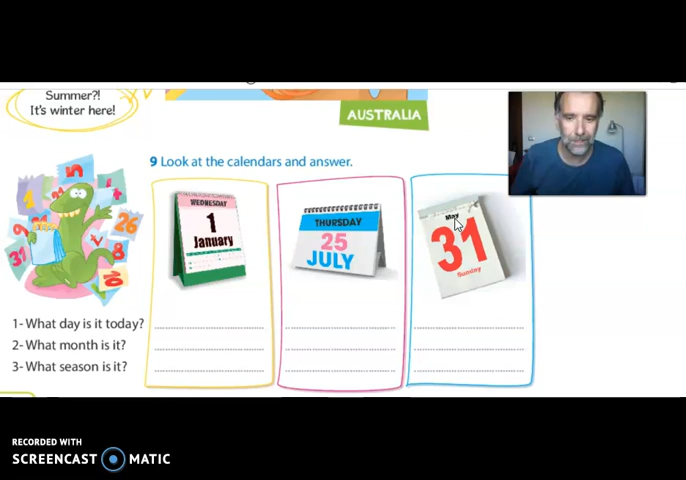 Summer?!
It's winter here!
AUSTRALIA
9 Look at the calendars and answer.
WEDNESDAY
1
January
THURSDAY
25
JULY
May
31
Sunday
26
8
1- What day is it today?
2- What month is it?
3- What season is it?
RECORDED WITH
SCREENCAST MATIC